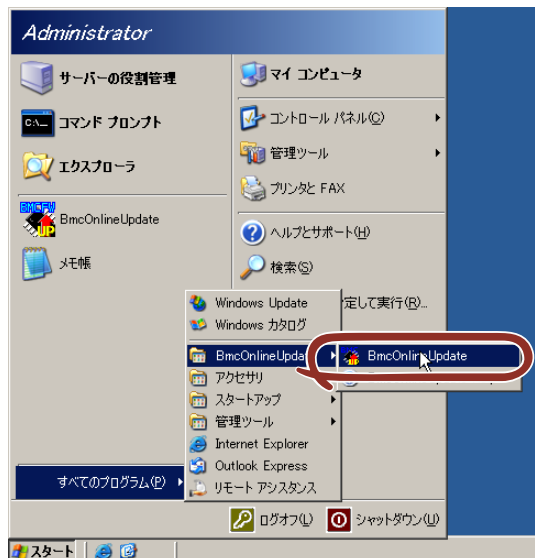 Administrator
サーバーの役割管理
コマンド プロンプト
エクスプローラ
BMCFW
UP
BmcOnlineUpdate
メモ帳
マイ コンピュータ
コントロール パネル(C)
管理ツール
プリンタと FAX
ヘルプとサポート(H)
検索(S)
定して実行(R)...
Windows Update
Windows カタログ
BmcOnlineUpdat
アクセサリ
スタートアップ
管理ツール
Internet Explorer
Outlook Express
リモート アシスタンス
BmcOnlineUpdate
すべてのプログラム(P)
ログオフ(L)
シャットダウン(U)
スタート